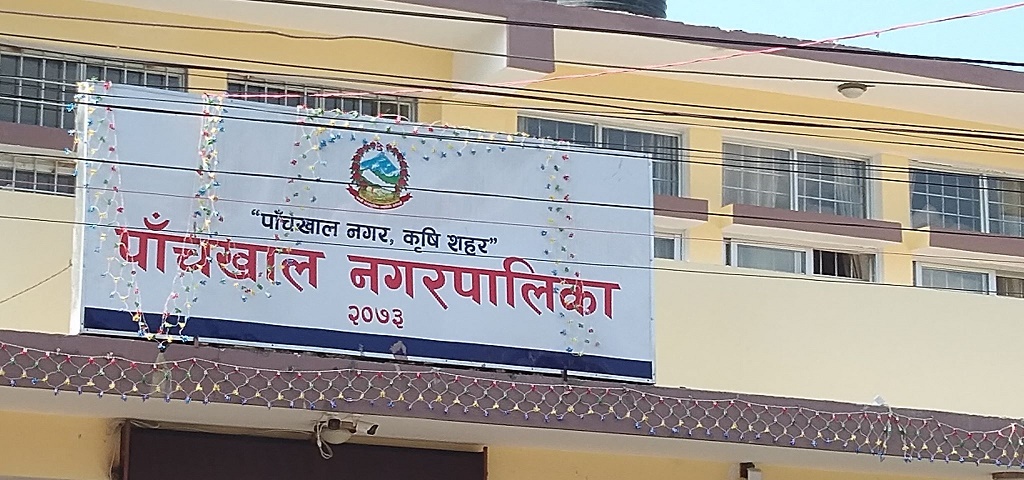 “पाँचखाल नगर, कृषि शहर”
पाँचखाल नगरपालिका
२०७३